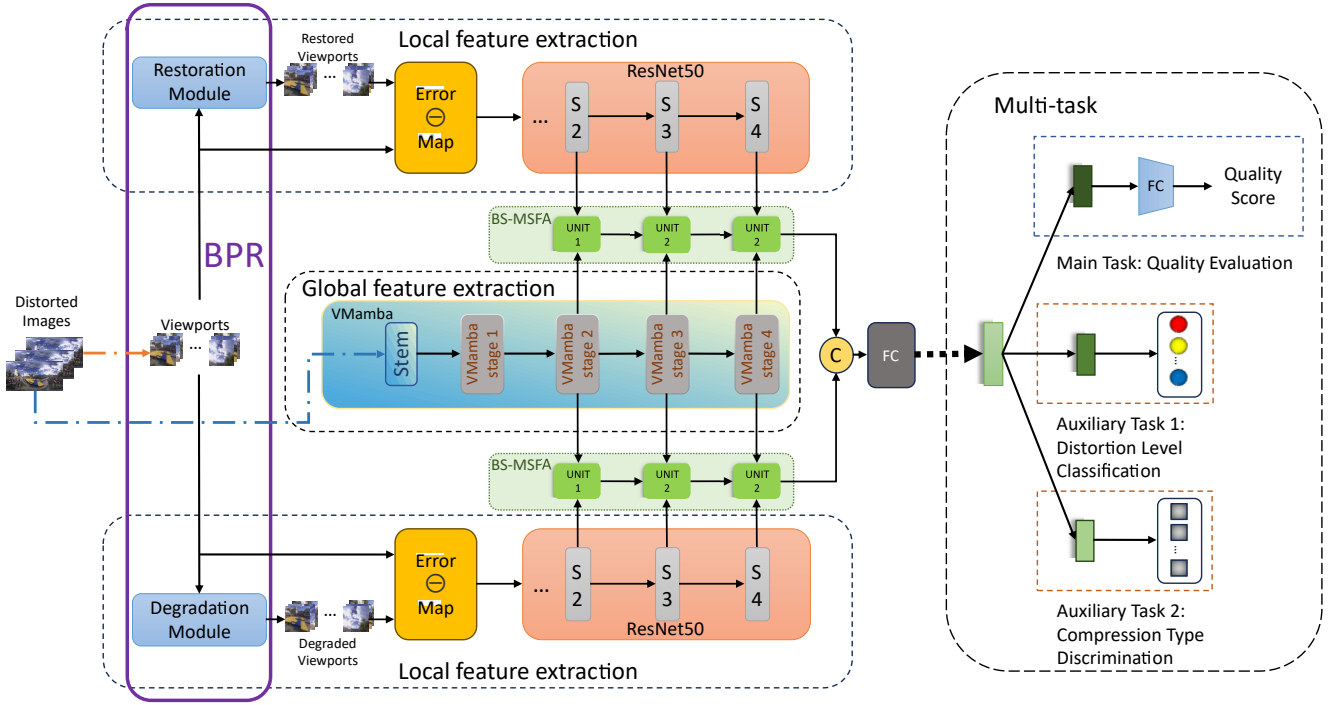 Local feature extraction
Restoration
Module
Restored
Viewports
...
Error
⊖
Map
ResNet50
...
S
2
S
3
S
4
BPR
BS-MSFA
UNIT
1
UNIT
2
UNIT
2
Distorted
Images
Viewports
...
Global feature extraction
VMamba
Stem
VMamba
stage 1
VMamba
stage 2
VMamba
stage 3
VMamba
stage 4
C
FC
BS-MSFA
UNIT
1
UNIT
2
UNIT
2
Degradation
Module
...
Degraded
Viewports
Error
⊖
Map
...
S
2
S
3
S
4
ResNet50
Local feature extraction
Multi-task
FC
Quality
Score
Main Task: Quality Evaluation
...
Auxiliary Task 1:
Distortion Level
Classification
...
Auxiliary Task 2:
Compression Type
Discrimination